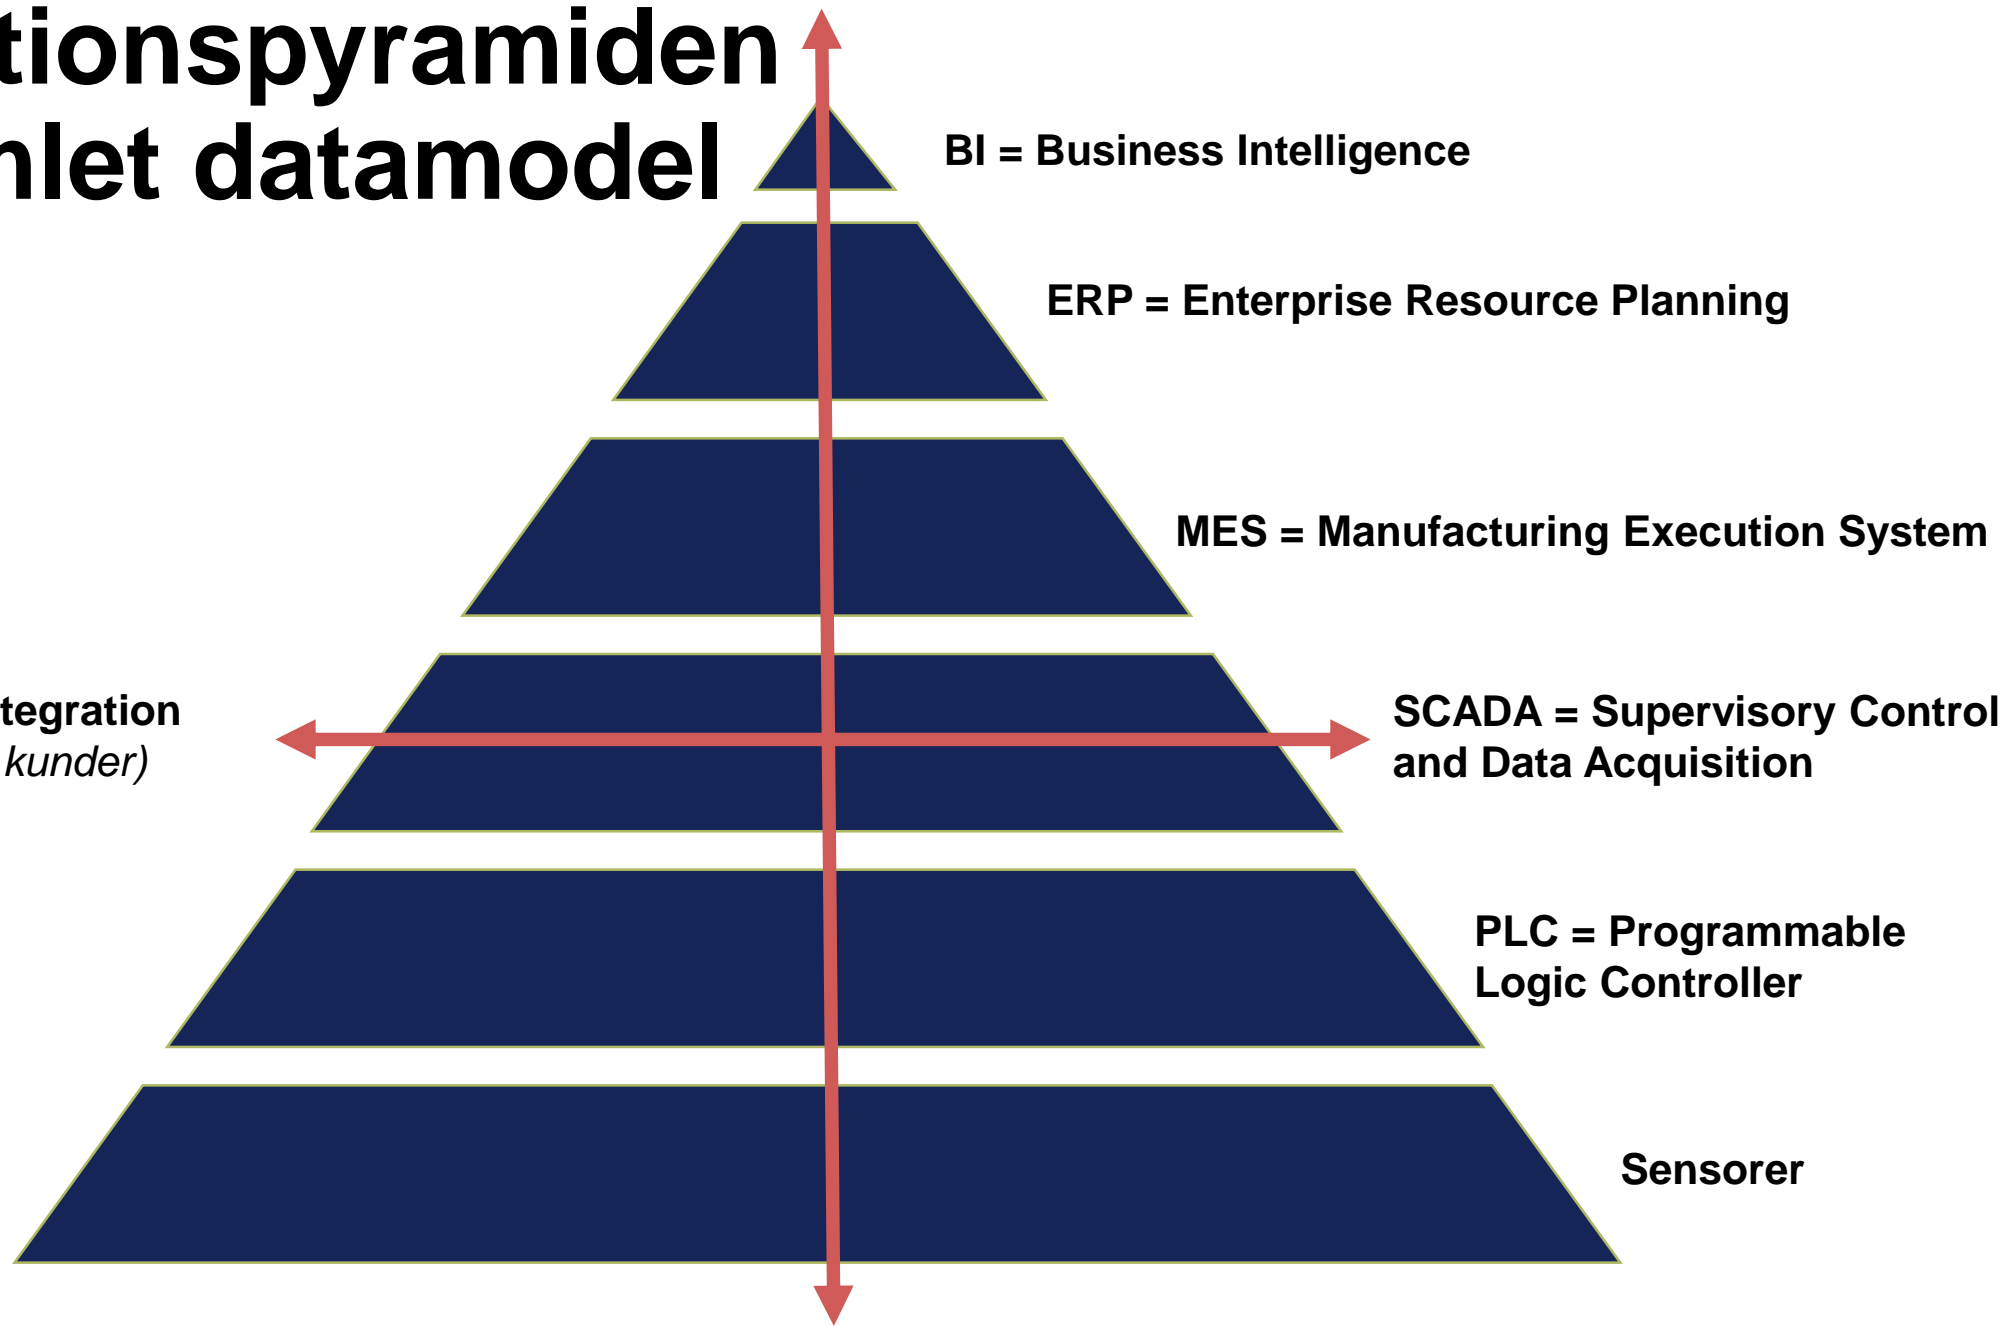 tionspyramiden
mlet datamodel
BI = Business Intelligence
ERP = Enterprise Resource Planning
MES = Manufacturing Execution System
tegration
kunder)
SCADA = Supervisory Control
and Data Acquisition
PLC = Programmable
Logic Controller
Sensorer